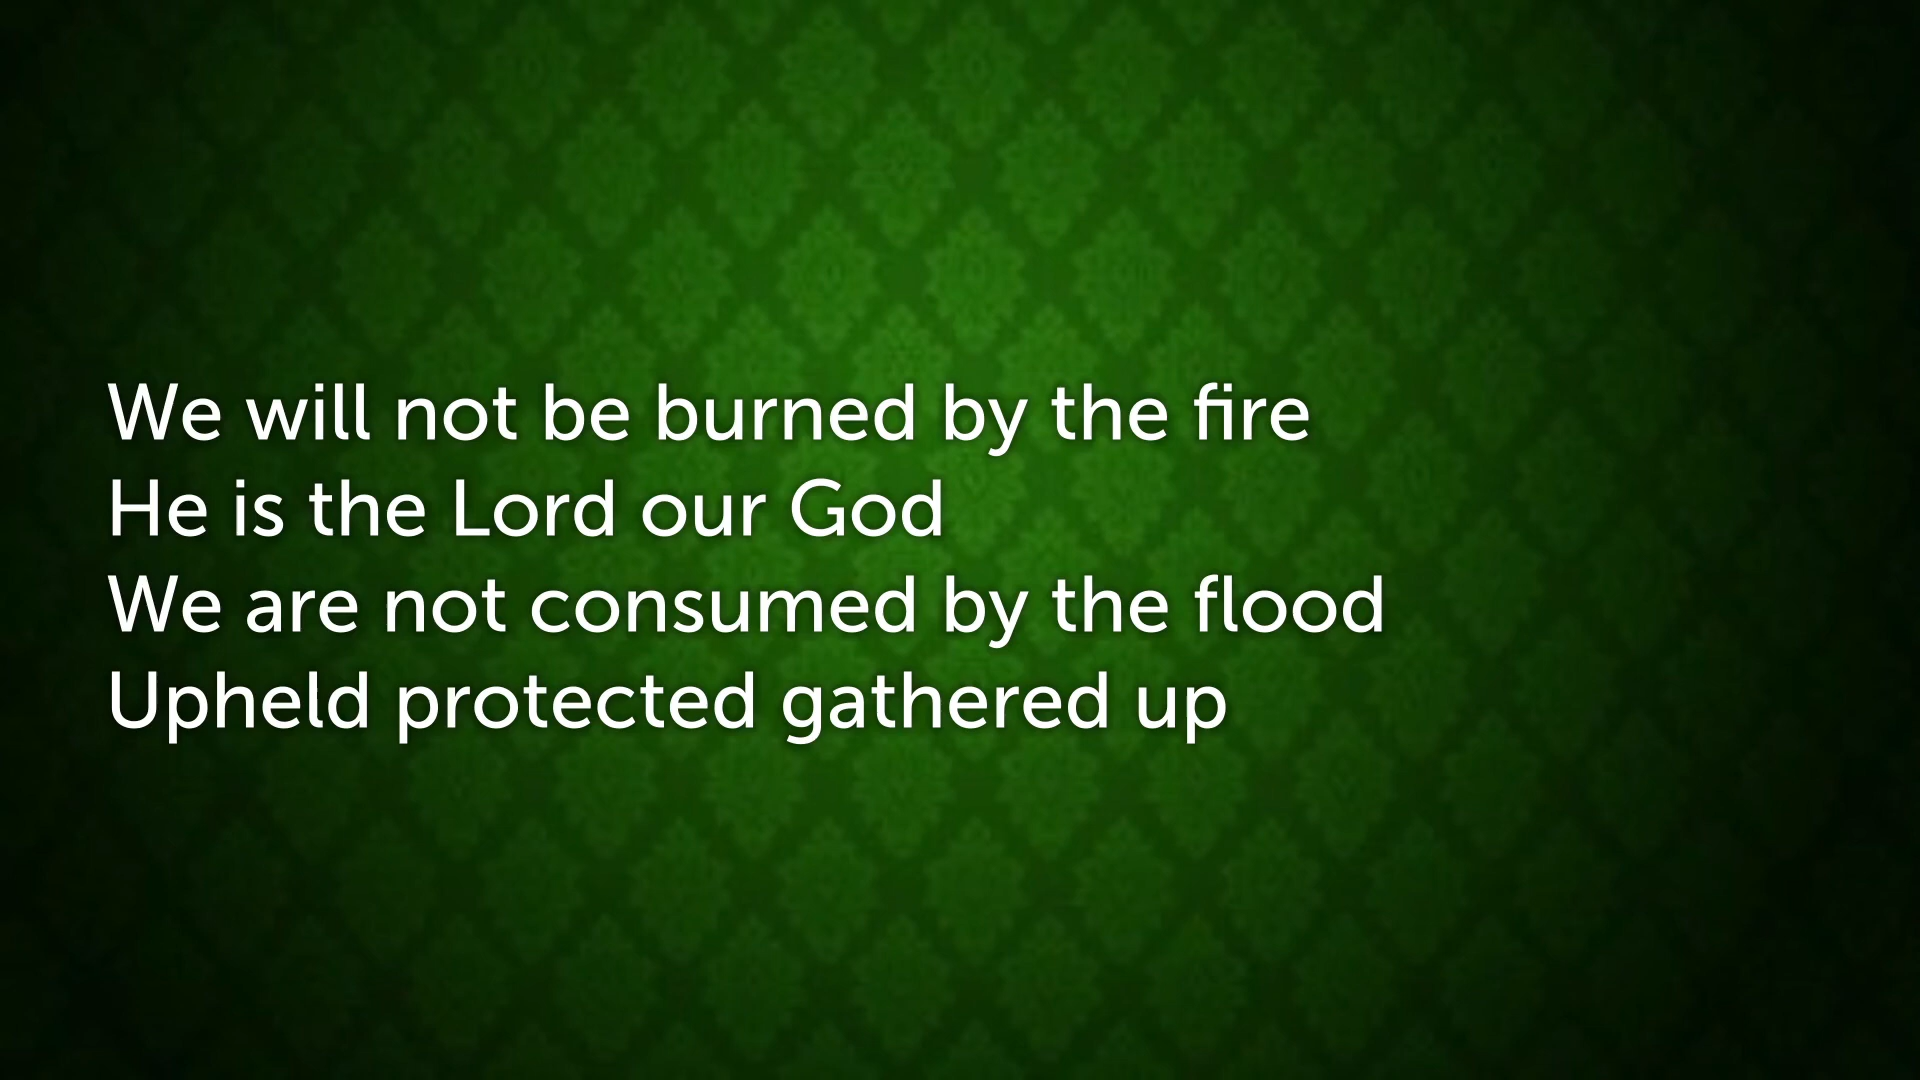 We will not be burned by the fire
He is the Lord our God
We are not consumed by the flood
Upheld protected gathered up